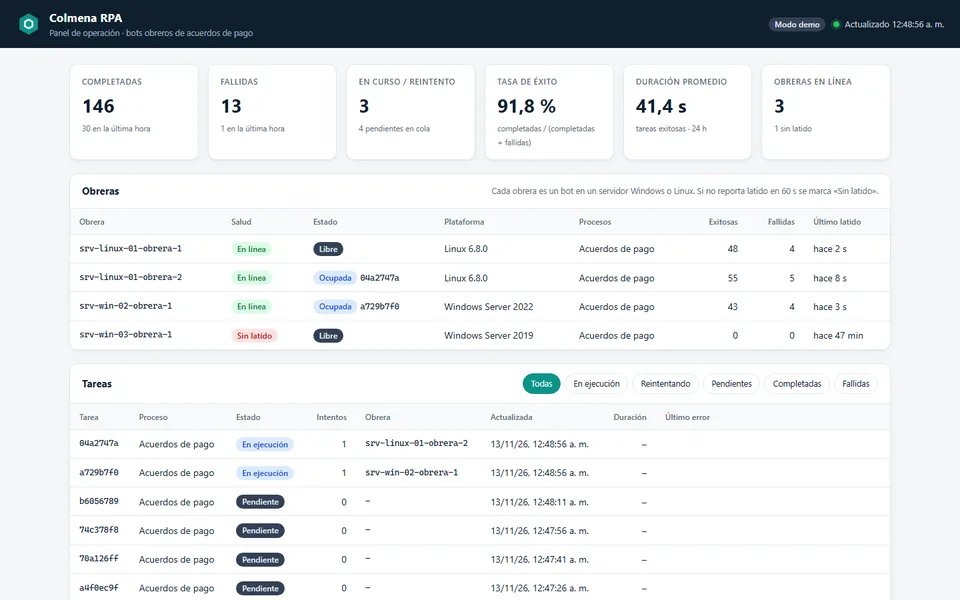 Colmena RPA
Panel de operación · bots obreros de acuerdos de pago
Modo demo
Actualizado 12:48:56 a. m.
COMPLETADAS
146
30 en la última hora
FALLIDAS
13
1 en la última hora
EN CURSO / REINTENTO
3
4 pendientes en cola
TASA DE ÉXITO
91,8 %
completadas / (completadas
+ fallidas)
DURACIÓN PROMEDIO
41,4 s
tareas exitosas · 24 h
OBRERAS EN LÍNEA
3
1 sin latido
Obreras
Cada obrera es un bot en un servidor Windows o Linux. Si no reporta latido en 60 s se marca «Sin latido».
Obrera Salud Estado Plataforma Procesos Exitosas Fallidas Último latido
srv-linux-01-obrera-1 En línea Libre Linux 6.8.0 Acuerdos de pago 48 4 hace 2 s
srv-linux-01-obrera-2 En línea Ocupada 04a2747a Linux 6.8.0 Acuerdos de pago 55 5 hace 8 s
srv-win-02-obrera-1 En línea Ocupada a729b7f0 Windows Server 2022 Acuerdos de pago 43 4 hace 3 s
srv-win-03-obrera-1 Sin latido Libre Windows Server 2019 Acuerdos de pago 0 0 hace 47 min
Tareas
Todas En ejecución Reintentando Pendientes Completadas Fallidas
Tarea Proceso Estado Intentos Obrera Actualizada Duración Último error
04a2747a Acuerdos de pago En ejecución 1 srv-linux-01-obrera-2 13/11/26, 12:48:56 a. m. –
a729b7f0 Acuerdos de pago En ejecución 1 srv-win-02-obrera-1 13/11/26, 12:48:56 a. m. –
b6056789 Acuerdos de pago Pendiente 0 – 13/11/26, 12:48:11 a. m. –
74c378f8 Acuerdos de pago Pendiente 0 – 13/11/26, 12:47:56 a. m. –
70a126ff Acuerdos de pago Pendiente 0 – 13/11/26, 12:47:41 a. m. –
a4f0ec9f Acuerdos de pago Pendiente 0 – 13/11/26, 12:47:26 a. m. –